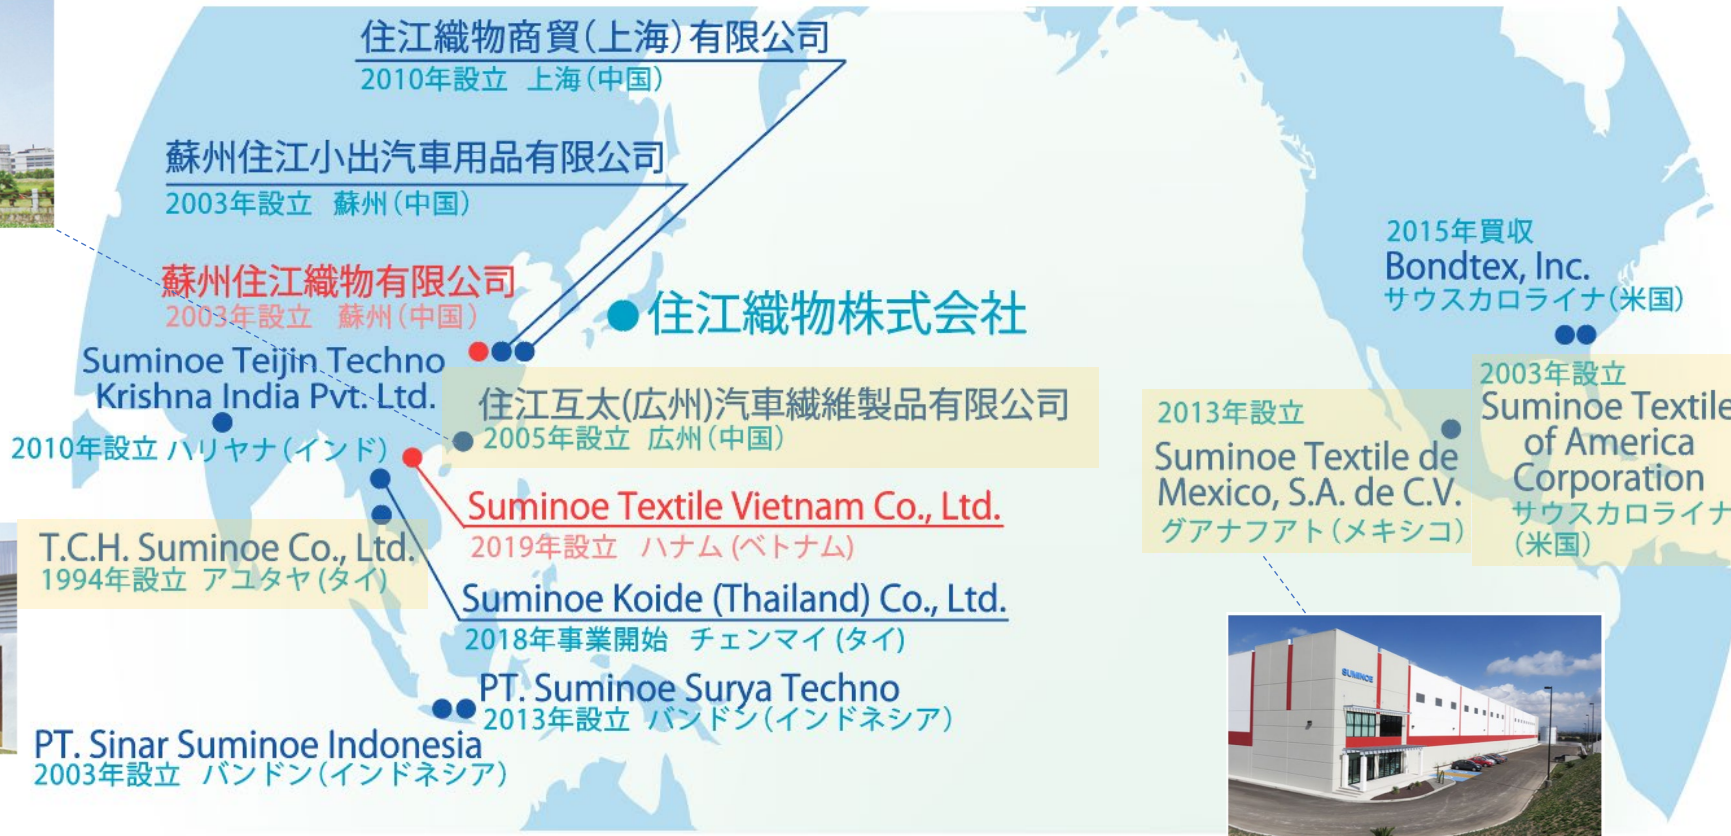 住江織物商貿(上海)有限公司
2010年設立 上海(中国)
蘇州住江小出汽車用品有限公司
2003年設立 蘇州(中国)
蘇州住江織物有限公司
2003年設立 蘇州(中国)
住江織物株式会社
Suminoe Teijin Techno
Krishna India Pvt. Ltd.
2010年設立 ハリヤナ(インド)
住江互太(広州)汽車繊維製品有限公司
2005年設立 広州(中国)
Suminoe Textile Vietnam Co., Ltd.
2019年設立 ハナム(ベトナム)
T.C.H. Suminoe Co., Ltd.
1994年設立 アユタヤ(タイ)
Suminoe Koide (Thailand) Co., Ltd.
2018年事業開始 チェンマイ(タイ)
PT. Suminoe Surya Techno
2013年設立 バンドン(インドネシア)
PT. Sinar Suminoe Indonesia
2003年設立 バンドン(インドネシア)
2015年買収
Bondtex, Inc.
サウスカロライナ(米国)
2013年設立
Suminoe Textile de
Mexico, S.A. de C.V.
グアナフアト(メキシコ)
2003年設立
Suminoe Textile
of America
Corporation
サウスカロライナ
(米国)
SUMINOE